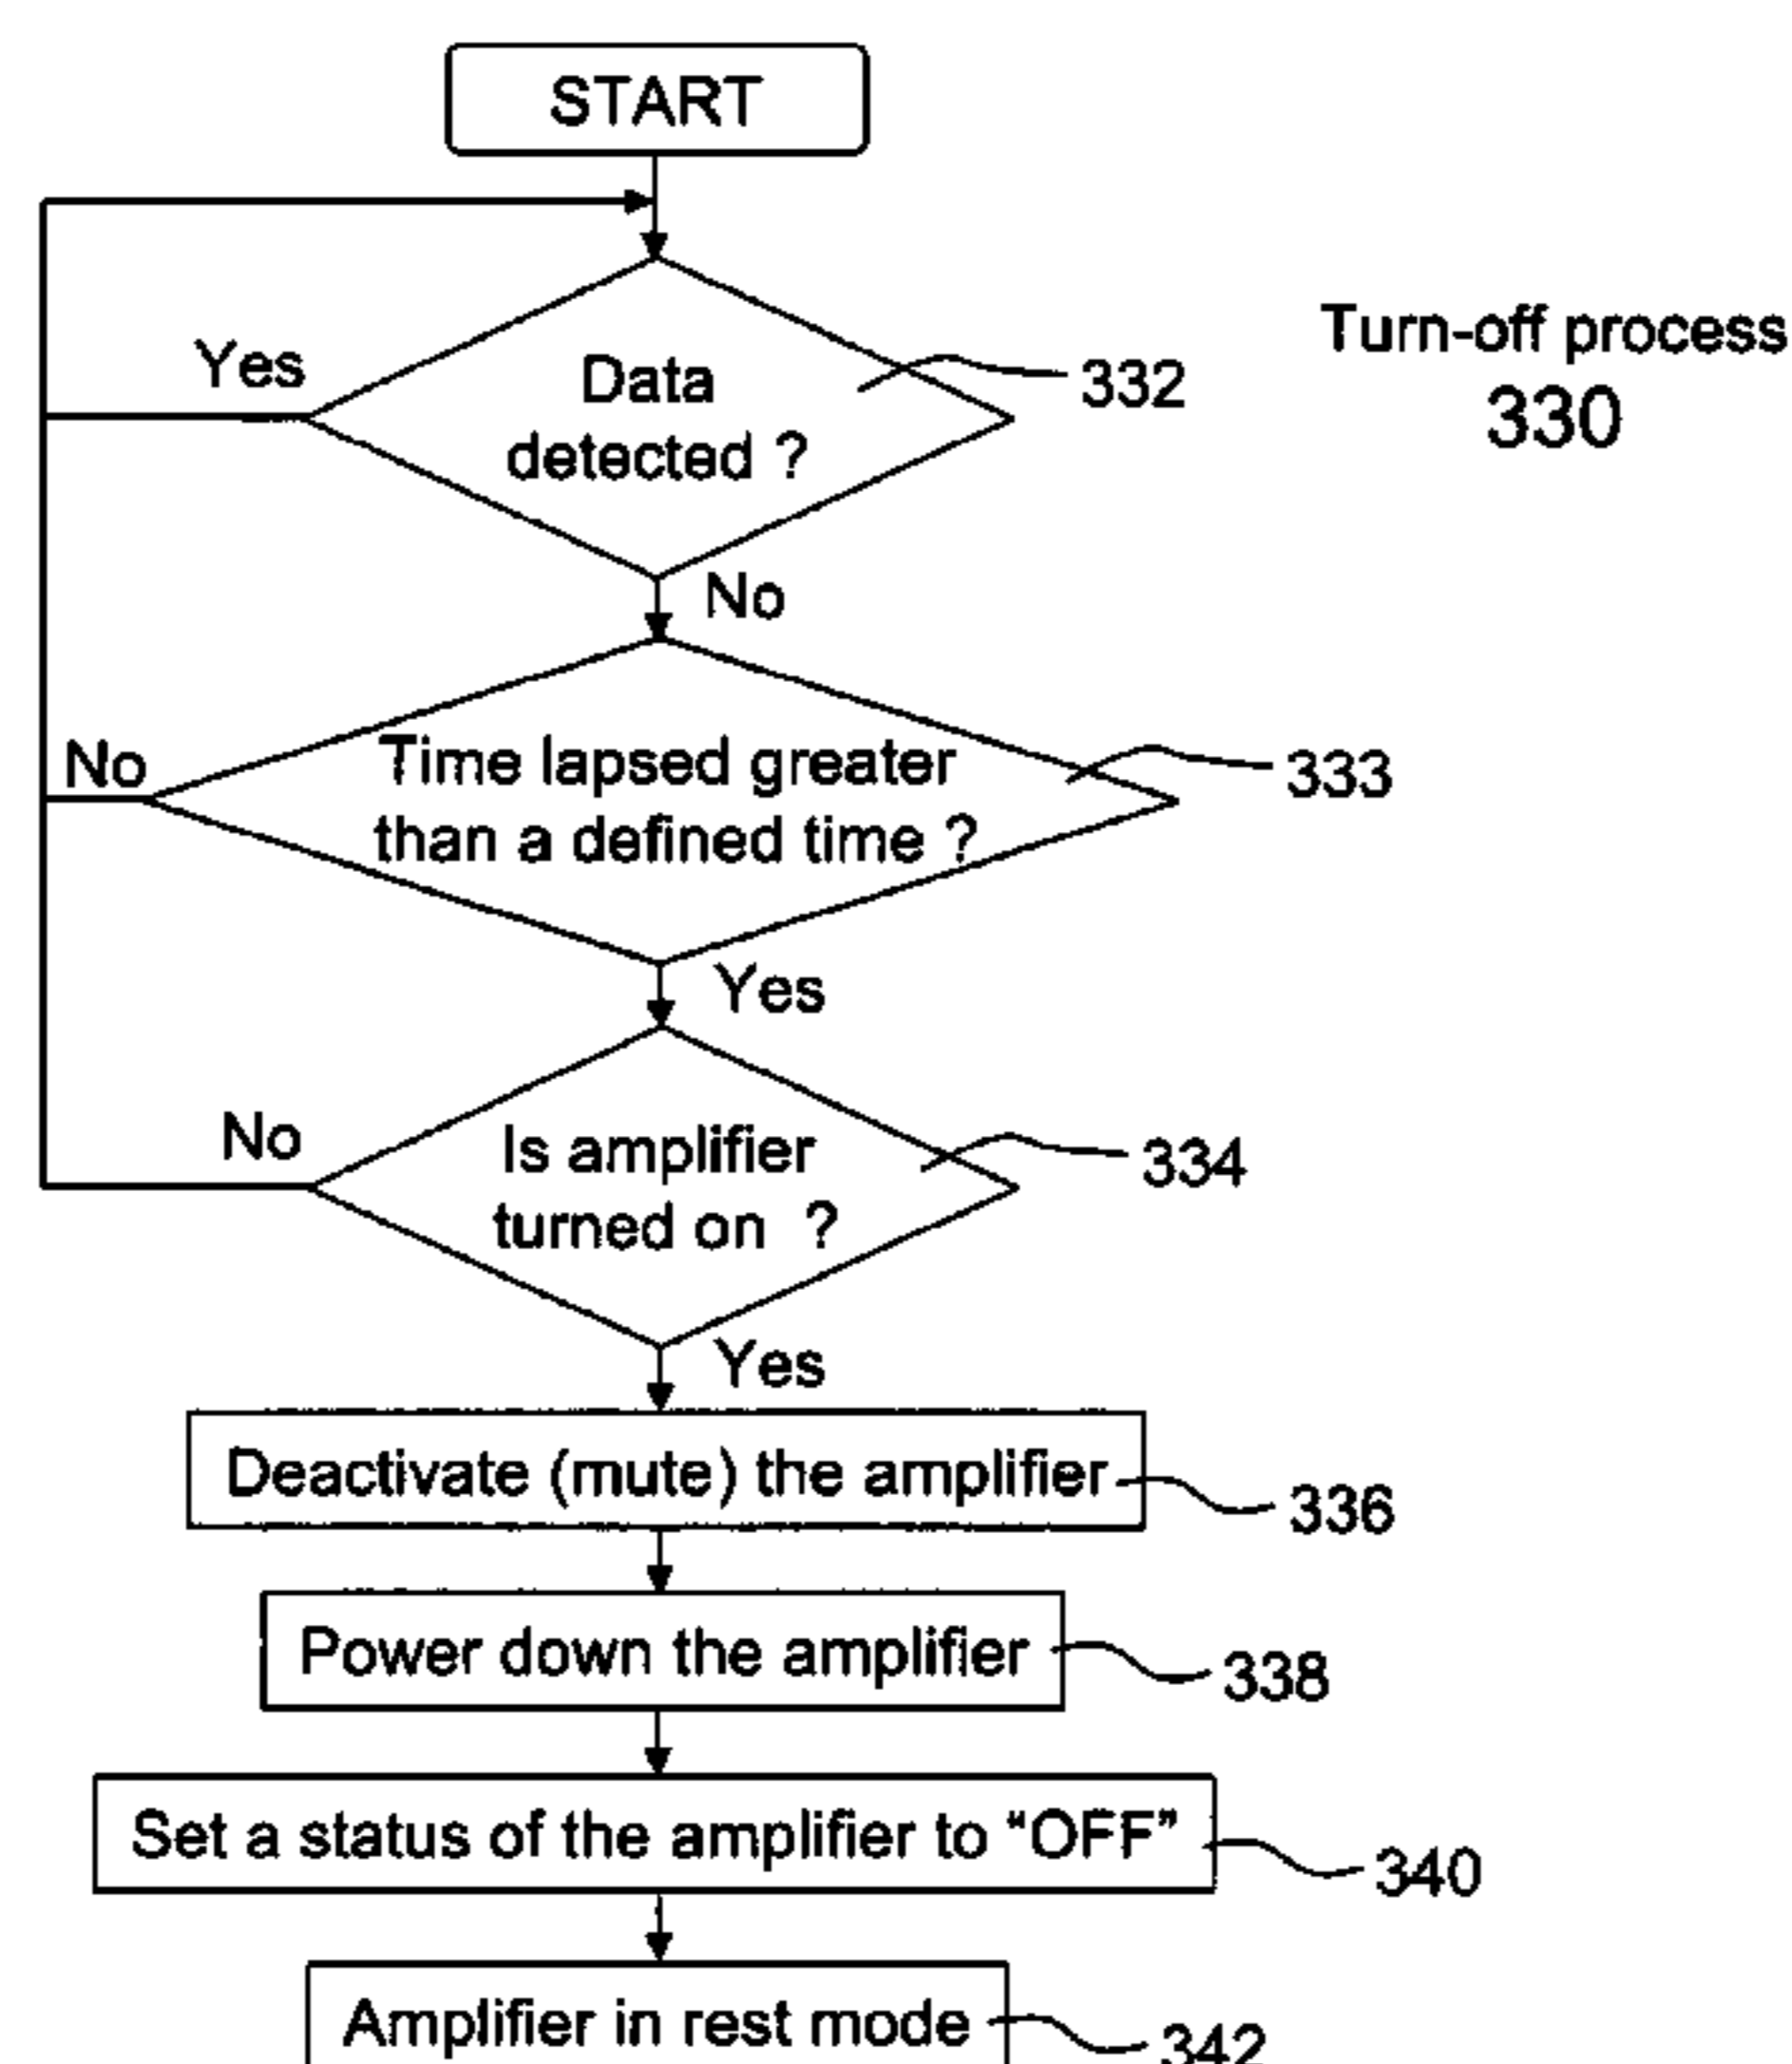 START
Turn-off process
330
Yes
Data
detected ?
332
No
No
Time lapsed greater
than a defined time ?
333
Yes
No
Is amplifier
turned on ?
334
Yes
Deactivate (mute) the amplifier
336
Power down the amplifier
338
Set a status of the amplifier to “OFF”
340
Amplifier in rest mode
342